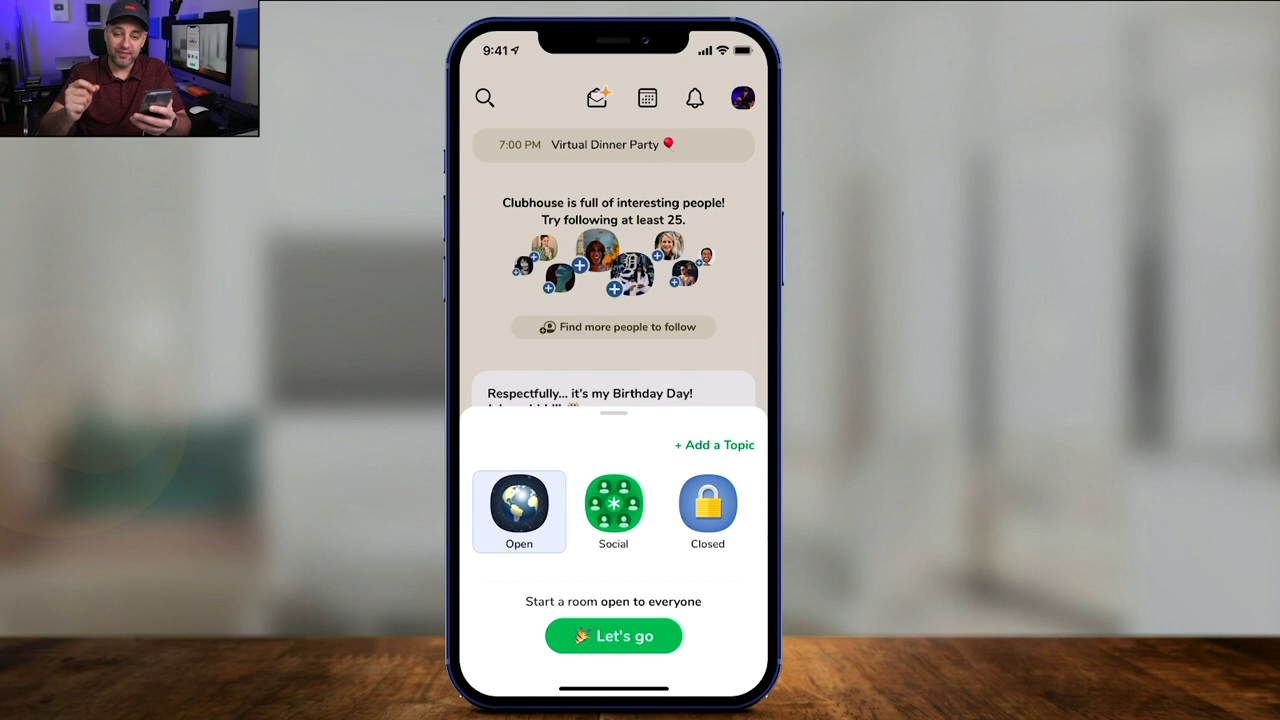 9:41
7:00 PM Virtual Dinner Party 🎈
Clubhouse is full of interesting people!
Try following at least 25.
Find more people to follow
Respectfully... it's my Birthday Day!
+ Add a Topic
Open
Social
Closed
Start a room open to everyone
🎉 Let's go